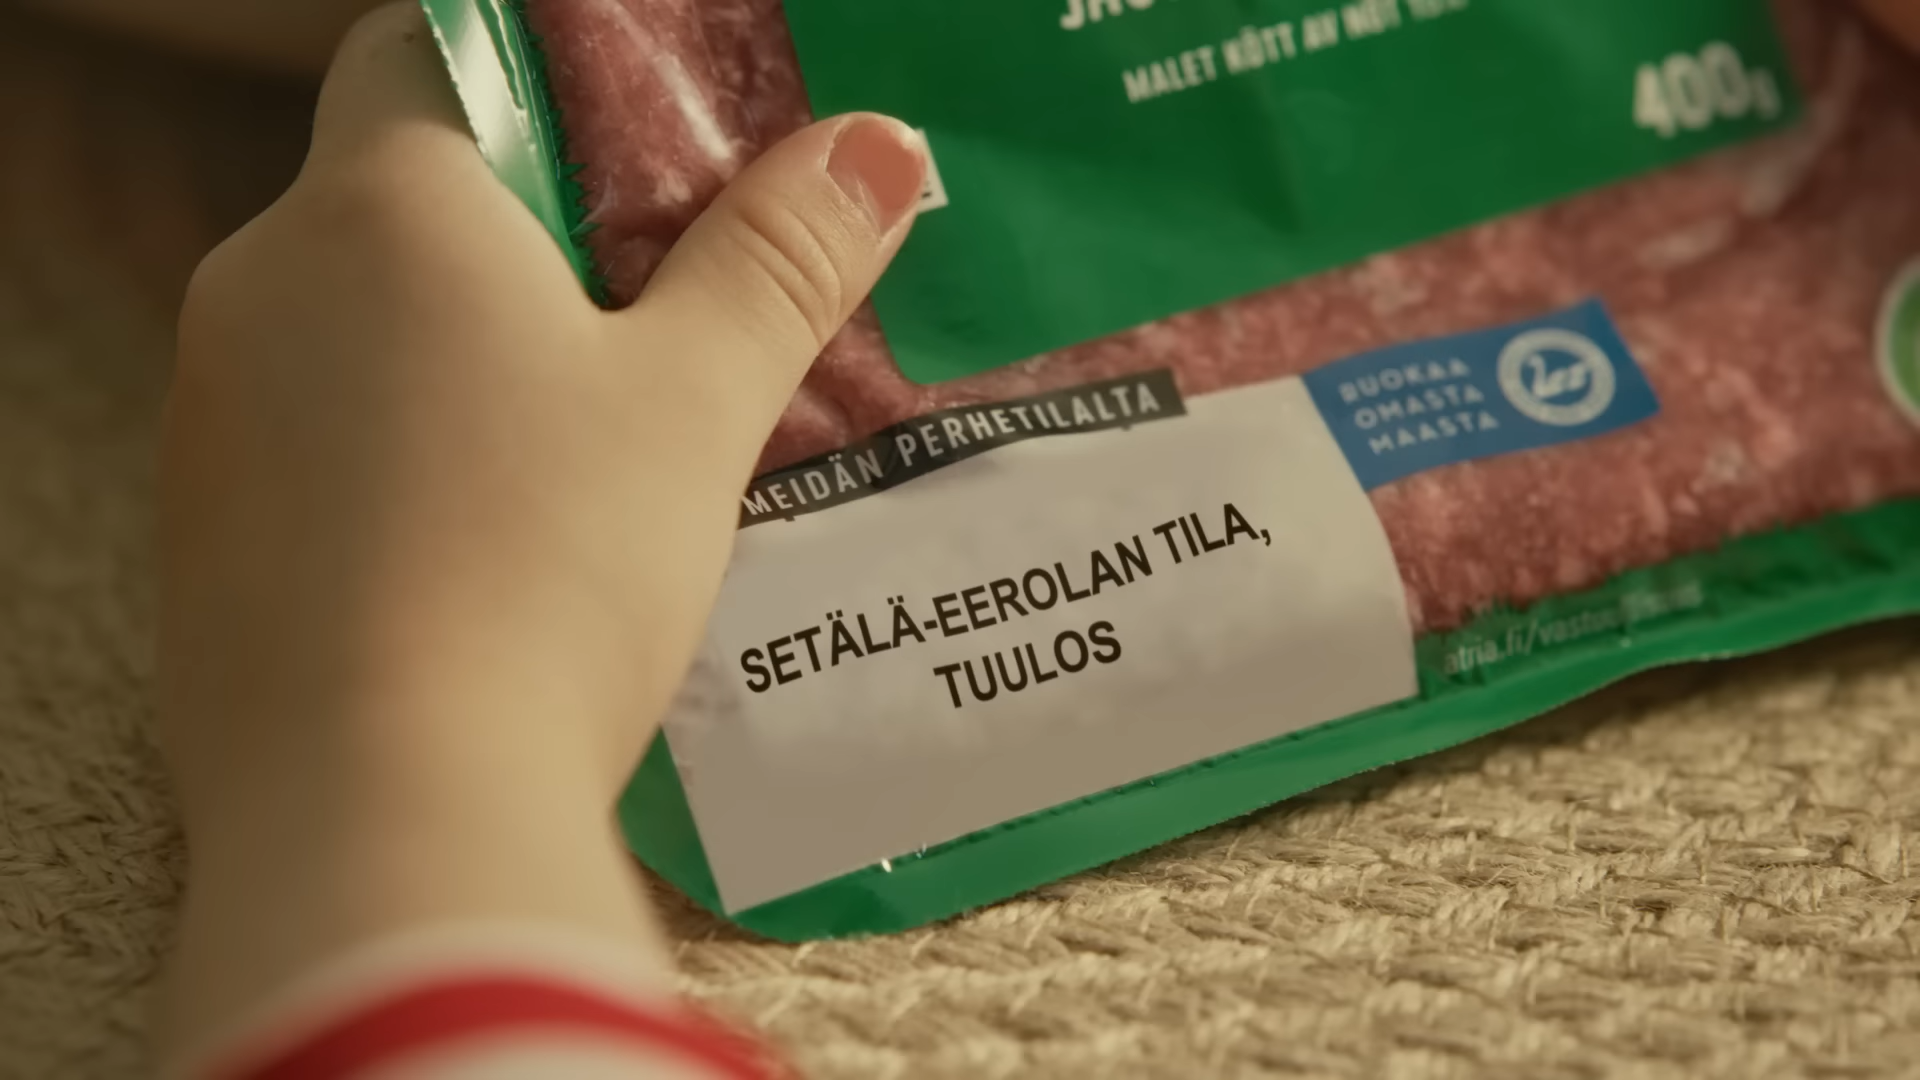 MALET KÖTT AV NÖT
400g
MEIDÄN PERHETILALTA
RUOKAA
OMASTA
MAASTA
SETÄLÄ-EEROLAN TILA,
TUULOS